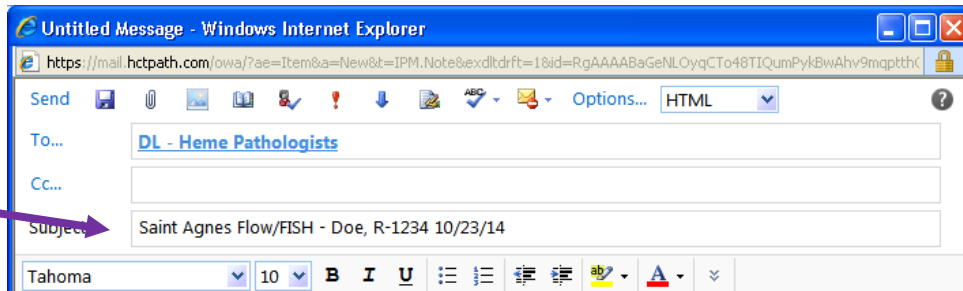 Untitled Message - Windows Internet Explorer
https://mail.hctpath.com/owa/?ae=Item&a=New&t=IPM.Note&exdltdrft=1&id=
Send ABC Options... HTML
To... DL - Heme Pathologists
Cc...
Subject Saint Agnes Flow/FISH - Doe, R-1234 10/23/14
Tahoma 10 B I U ab A